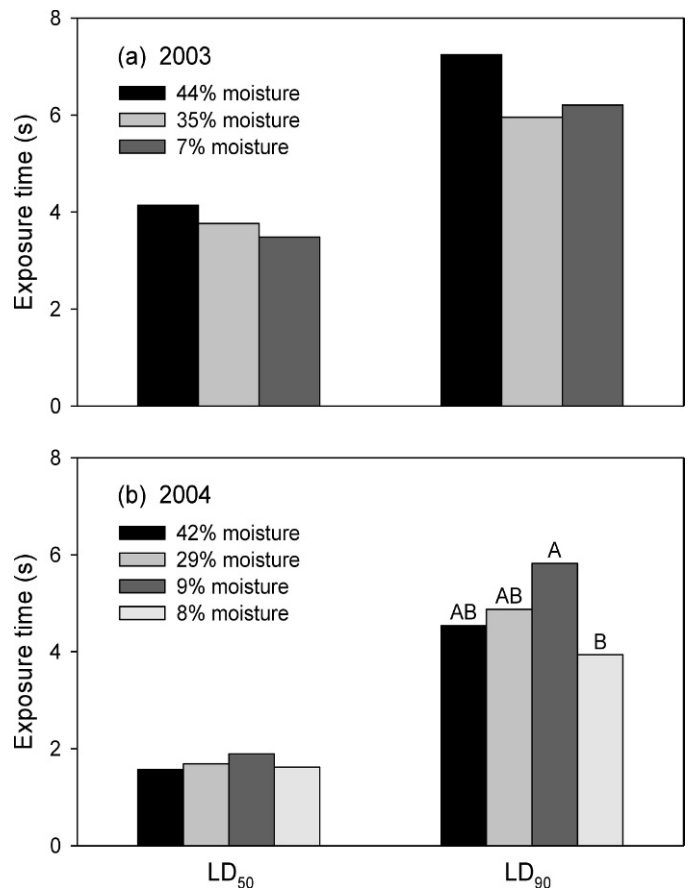 8
(a) 2003
44% moisture
35% moisture
7% moisture
6
4
2
0
Exposure time (s)
8
(b) 2004
42% moisture
29% moisture
9% moisture
8% moisture
6
4
2
0
Exposure time (s)
AB
AB
A
B
LD50
LD90